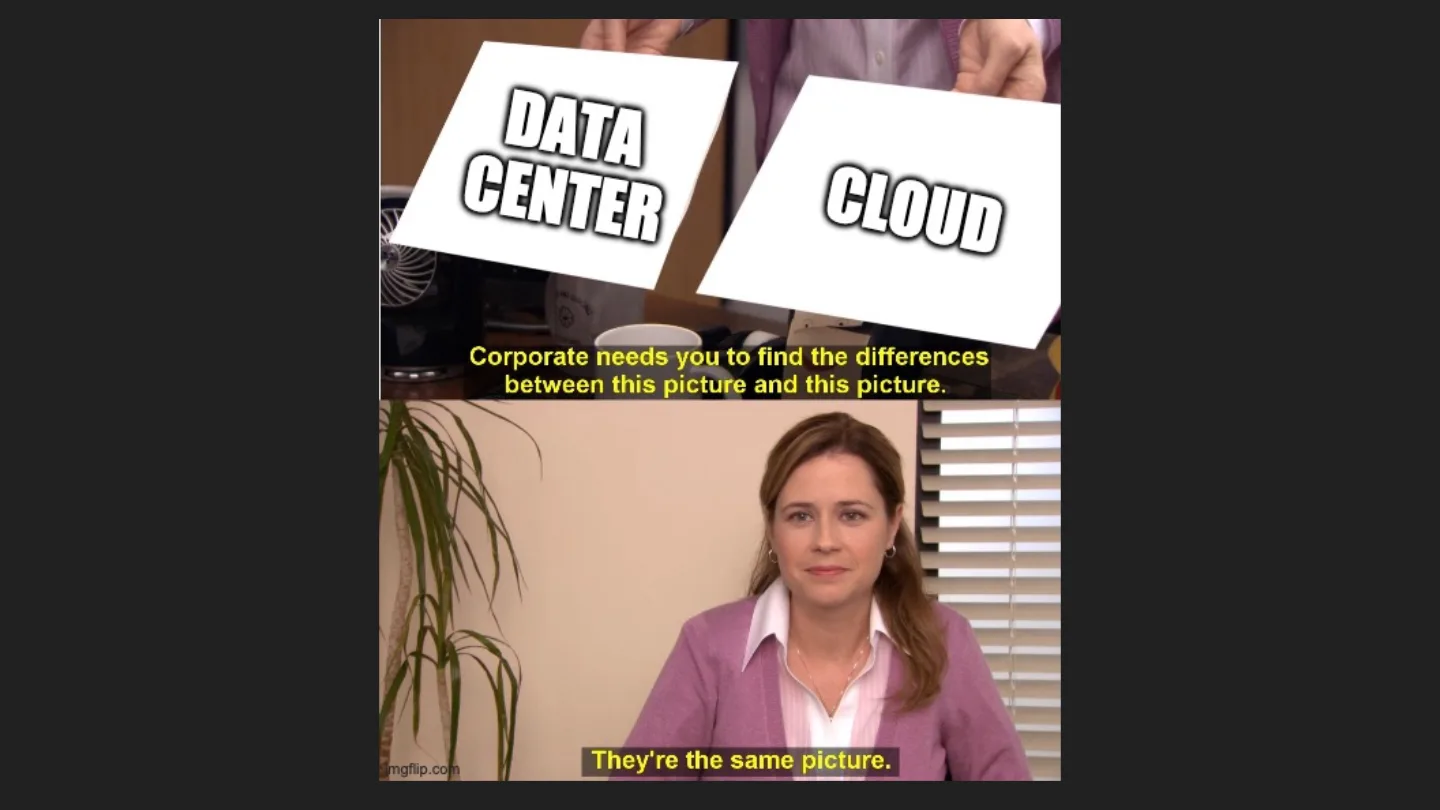 DATA
CENTER
CLOUD
Corporate needs you to find the differences
between this picture and this picture.
They're the same picture.
imgflip.com